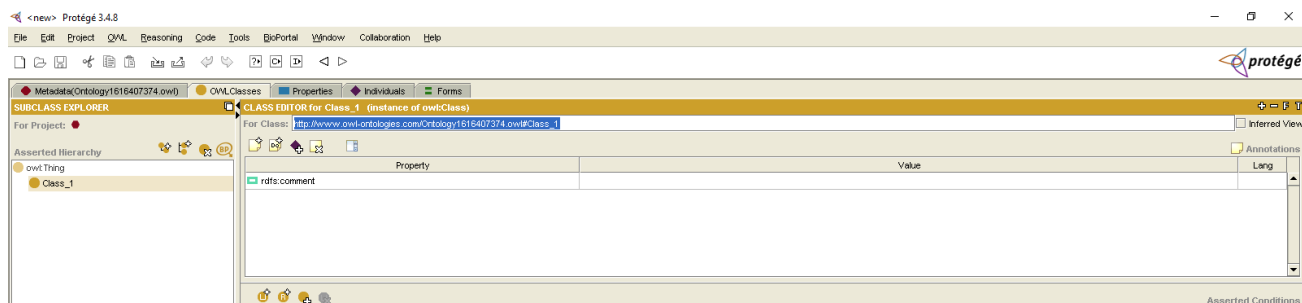 <new> Protégé 3.4.8
File Edit Project OWL Reasoning Code Tools BioPortal Window Collaboration Help
protégé
Metadata(Ontology1616407374.owl) OWLClasses Properties Individuals Forms
SUBCLASS EXPLORER
CLASS EDITOR for Class_1 (instance of owl:Class)
For Project:
For Class: http://www.owl-ontologies.com/Ontology1616407374.owl#Class_1
Inferred View
Asserted Hierarchy
BP
Annotations
Property Value Lang
owl:Thing
Class_1
rdfs:comment
Asserted Conditions